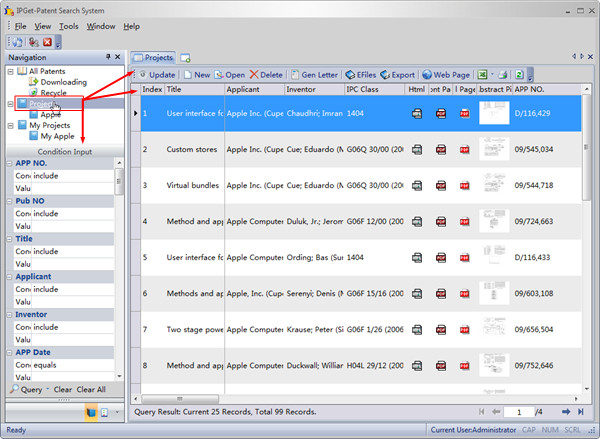 IPGet-Patent Search System
File View Tools Window Help
Navigation
All Patents
Downloading
Recycle
Project
Apple
My Projects
My Apple
Condition Input
APP NO.
Con include
Valu
Pub NO
Con include
Valu
Title
Con include
Valu
Applicant
Con include
Valu
Inventor
Con include
Valu
APP Date
Con equals
Valu
Query Clear Clear All
Projects
Update New Open Delete Gen Letter EFiles Export Web Page
Index Title Applicant Inventor IPC Class Html ont Pa l Page bstract Pi APP NO.
1 User interface fo Apple Inc. (Cupe Chaudhri; Imran 1404 D/116,429
2 Custom stores Apple Inc. (Cupe Cue; Eduardo (M G06Q 30/00 (200 09/545,034
3 Virtual bundles Apple Inc. (Cupe Cue; Eduardo (M G06Q 30/00 (200 09/544,718
4 Method and app Apple Computer Duluk, Jr.; Jerom G06F 12/00 (200 09/724,663
5 User interface fo Apple Computer Ording; Bas (Sun 1404 D/116,433
6 Methods and ap Apple, Inc. (Cup Serenyi; Denis (M G06F 15/16 (200 09/603,108
7 Two stage powe Apple Computer Krause; Peter (Si G06F 1/26 (2006 09/656,504
8 Method and app Apple Computer Duckwall; Williar H04L 29/12 (200 09/752,646
Query Result: Current 25 Records, Total 99 Records.
1 /4
Ready
Current User:Administrator CAP NUM SCRL